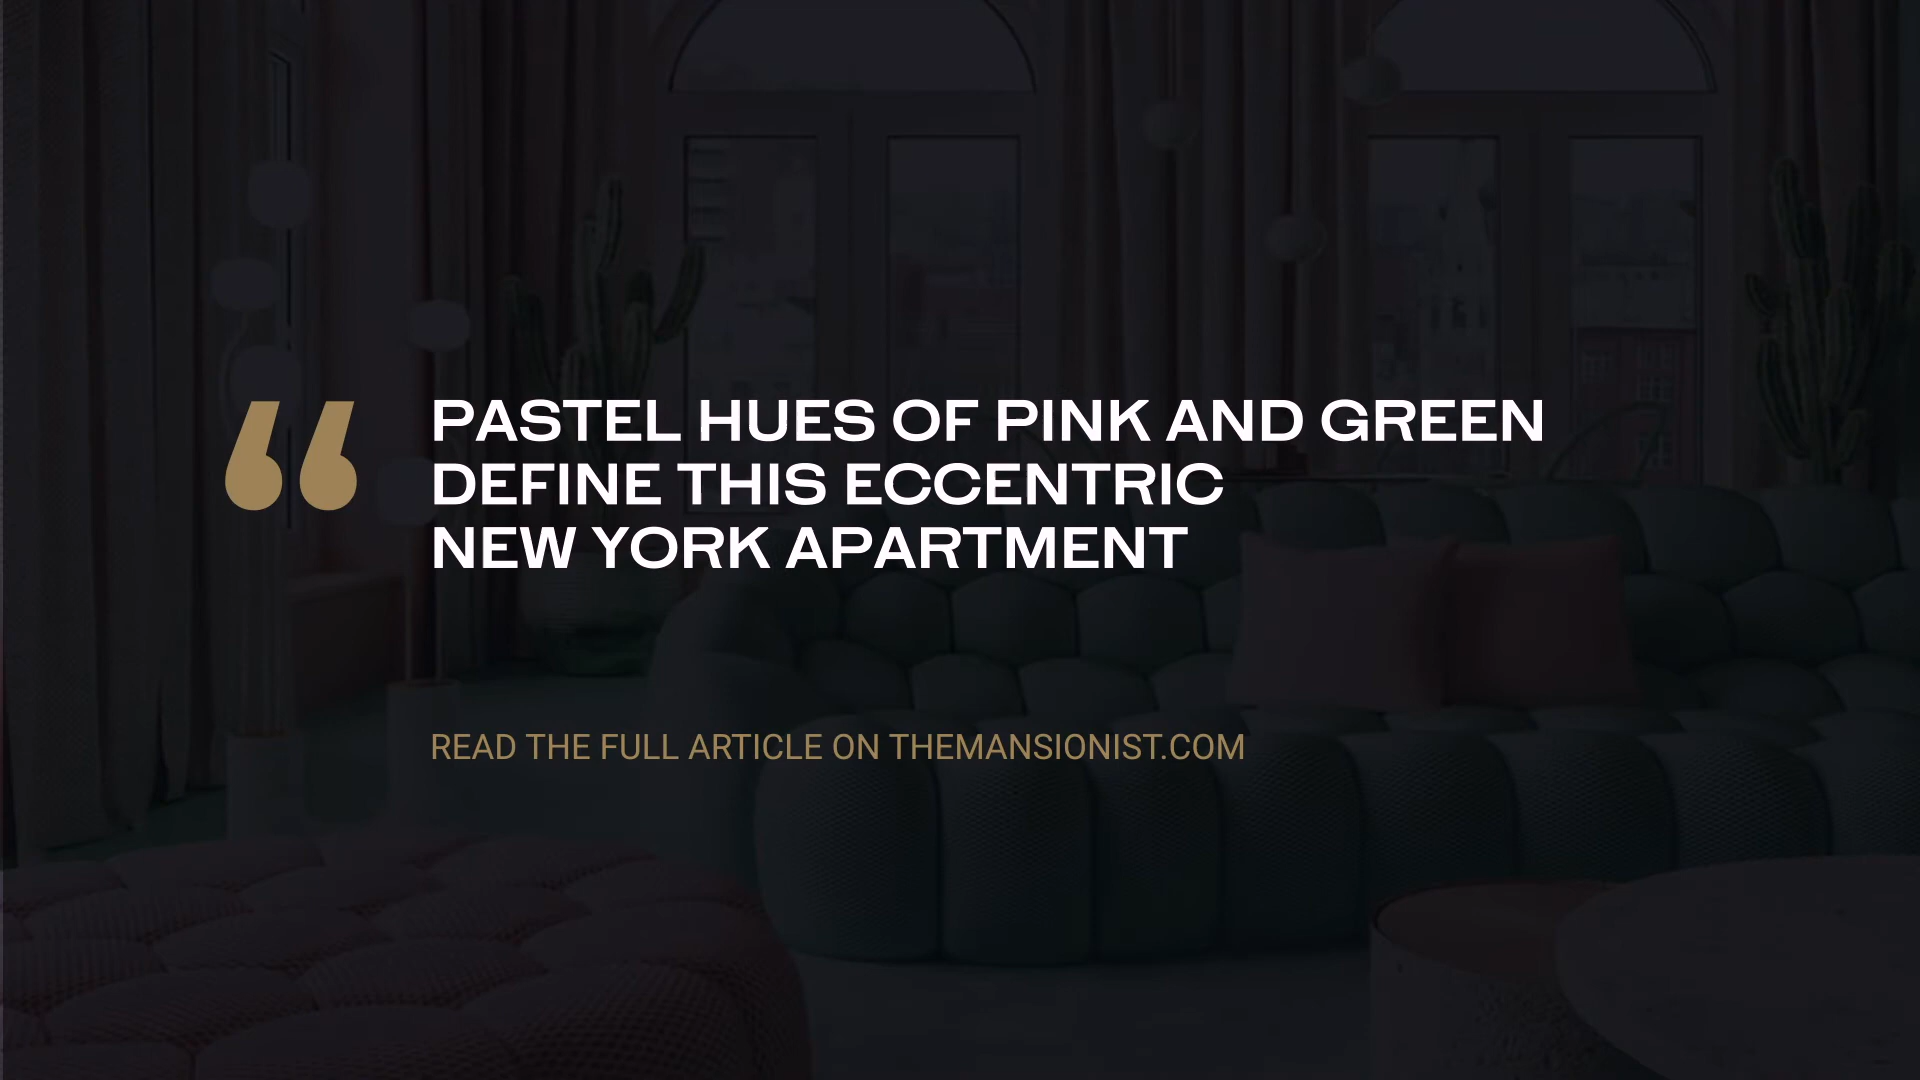 “
PASTEL HUES OF PINK AND GREEN
DEFINE THIS ECCENTRIC
NEW YORK APARTMENT
READ THE FULL ARTICLE ON THEMANSIONIST.COM